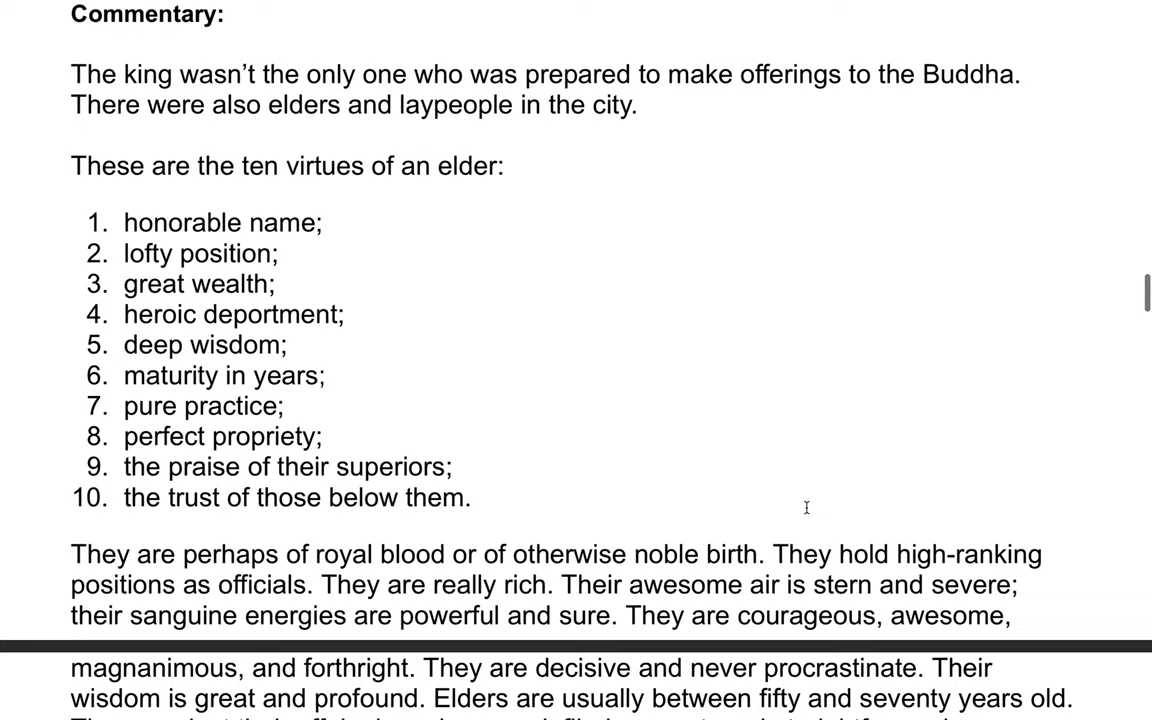 Commentary:
The king wasn’t the only one who was prepared to make offerings to the Buddha.
There were also elders and laypeople in the city.
These are the ten virtues of an elder:
1. honorable name;
2. lofty position;
3. great wealth;
4. heroic deportment;
5. deep wisdom;
6. maturity in years;
7. pure practice;
8. perfect propriety;
9. the praise of their superiors;
10. the trust of those below them.
They are perhaps of royal blood or of otherwise noble birth. They hold high-ranking
positions as officials. They are really rich. Their awesome air is stern and severe;
their sanguine energies are powerful and sure. They are courageous, awesome,
magnanimous, and forthright. They are decisive and never procrastinate. Their
wisdom is great and profound. Elders are usually between fifty and seventy years old.